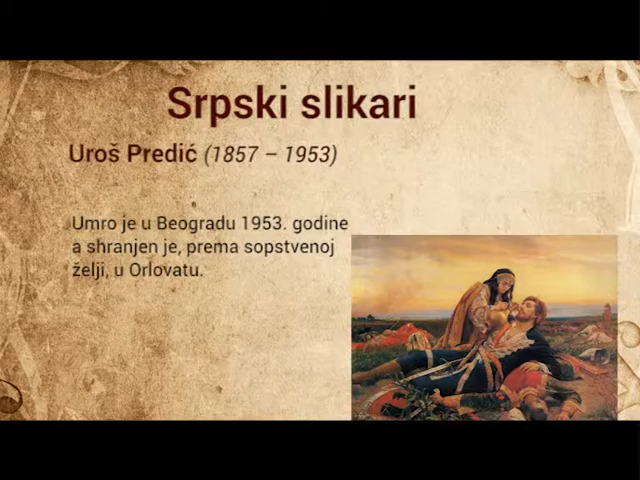 Srpski slikari
Uroš Predić (1857 – 1953)
Umro je u Beogradu 1953. godine
a shranjen je, prema sopstvenoj
želji, u Orlovatu.